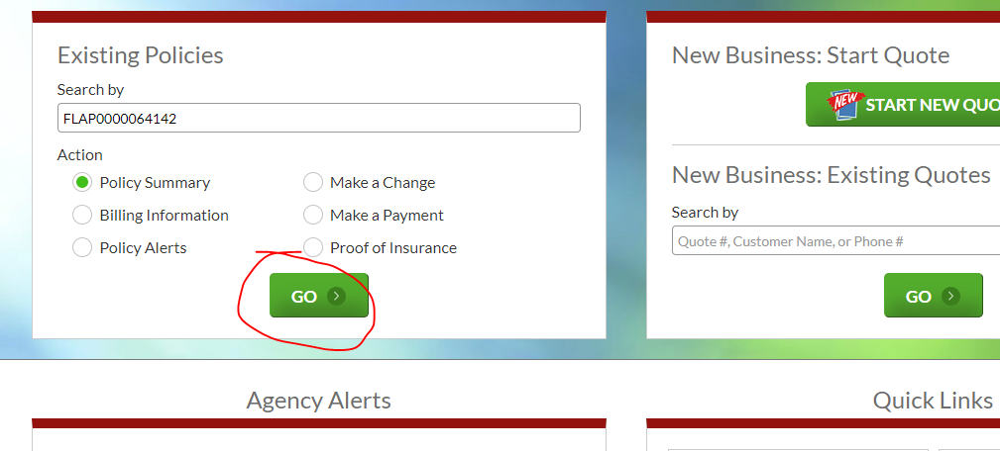 Existing Policies
Search by
FLAP0000064142
Action
Policy Summary
Make a Change
Billing Information
Make a Payment
Policy Alerts
Proof of Insurance
GO
New Business: Start Quote
NEW
START NEW QUO
New Business: Existing Quotes
Search by
Quote #, Customer Name, or Phone #
GO
Agency Alerts
Quick Links